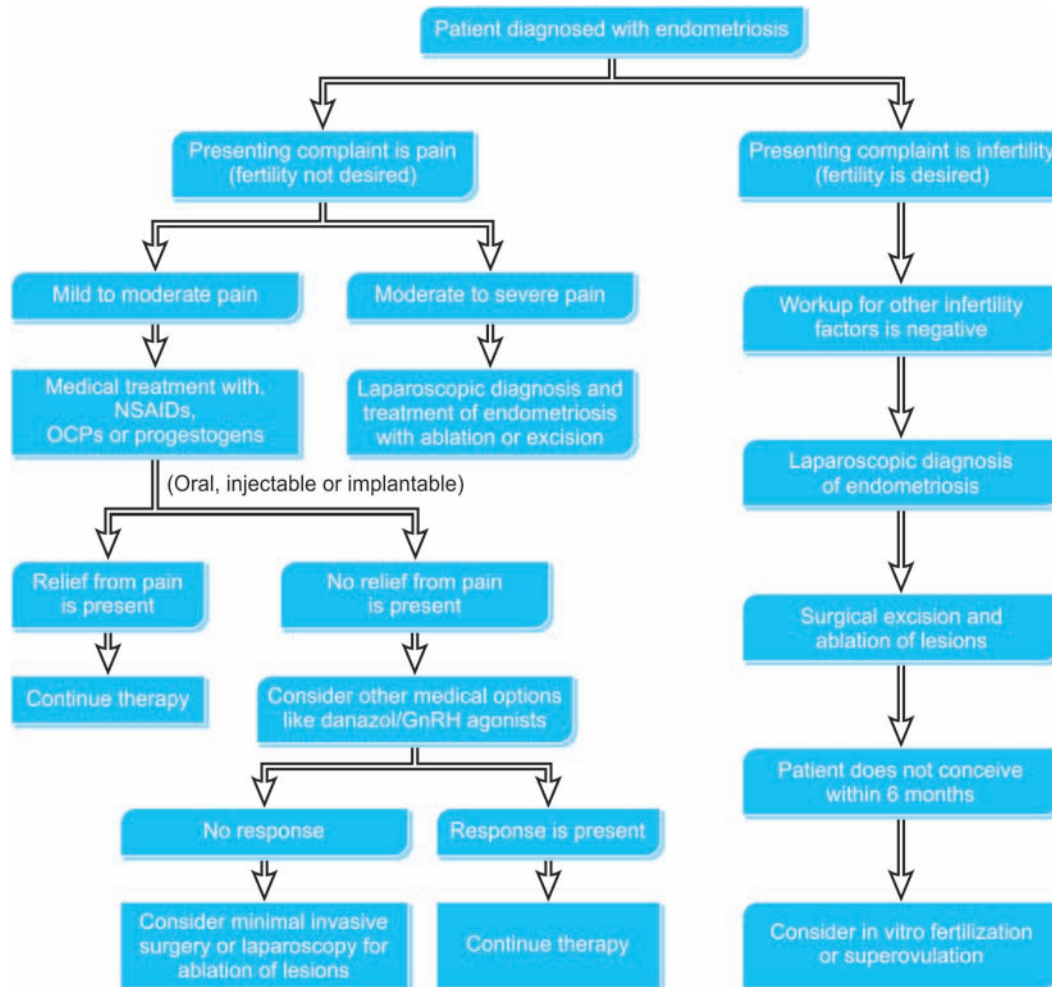 Patient diagnosed with endometriosis
Presenting complaint is pain
(fertility not desired)
Presenting complaint is infertility
(fertility is desired)
Mild to moderate pain
Moderate to severe pain
Workup for other infertility
factors is negative
Medical treatment with,
NSAIDs,
OCPs or progestogens
Laparoscopic diagnosis and
treatment of endometriosis
with ablation or excision
Laparoscopic diagnosis
of endometriosis
(Oral, injectable or implantable)
Relief from pain
is present
No relief from pain
is present
Surgical excision and
ablation of lesions
Continue therapy
Consider other medical options
like danazol/GnRH agonists
Patient does not conceive
within 6 months
No response
Response is present
Consider minimal invasive
surgery or laparoscopy for
ablation of lesions
Continue therapy
Consider in vitro fertilization
or superovulation